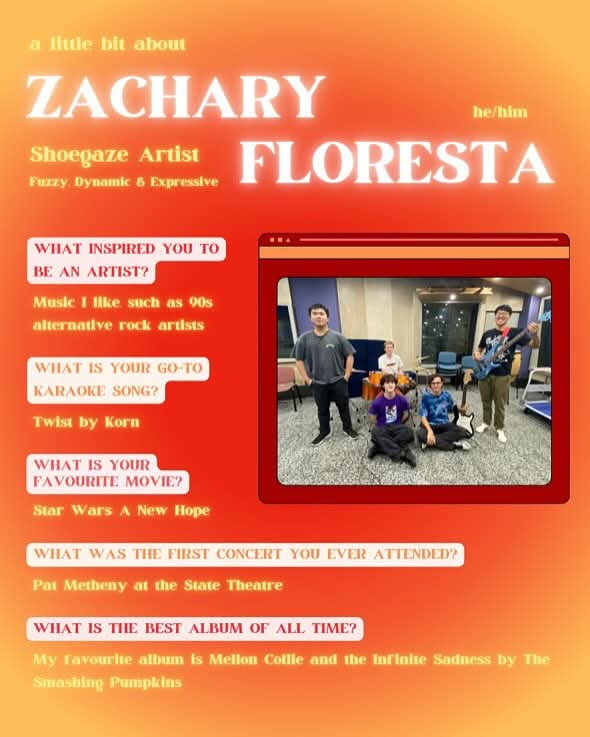 a little bit about
ZACHARY
he/him
Shoegaze Artist
FLORESTA
Fuzzy, Dynamic & Expressive
WHAT INSPIRED YOU TO
BE AN ARTIST?
Music I like such as 90s
alternative rock artists
WHAT IS YOUR GO-TO
KARAOKE SONG?
Twist by Korn
WHAT IS YOUR
FAVOURITE MOVIE?
Star Wars A New Hope
WHAT WAS THE FIRST CONCERT YOU EVER ATTENDED?
Pat Metheny at the State Theatre
WHAT IS THE BEST ALBUM OF ALL TIME?
My favourite album is Mellon Collie and the Infinite Sadness by The
Smashing Pumpkins